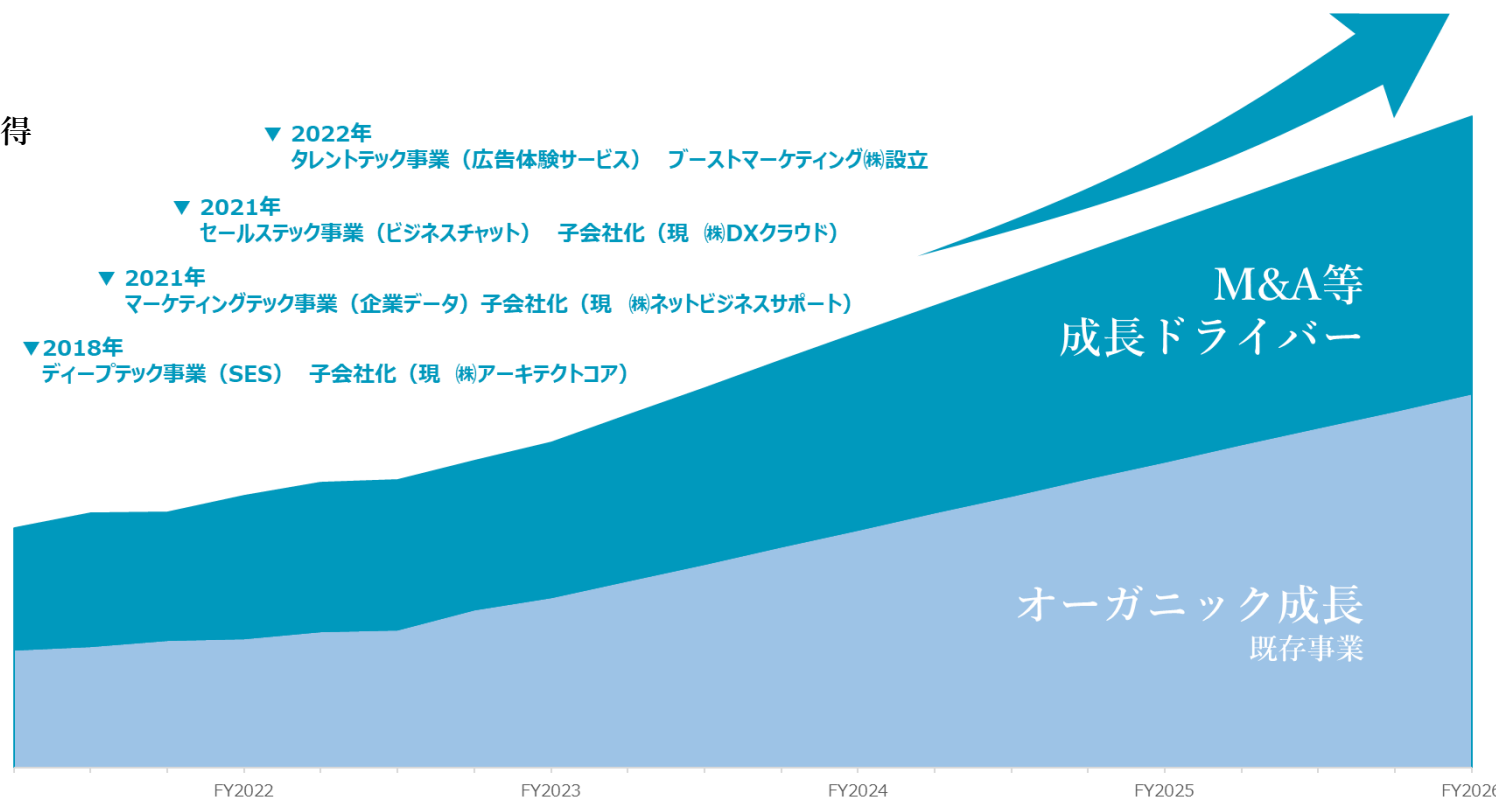 得
▼ 2022年
タレントテック事業（広告体験サービス）　ブーストマーケティング㈱設立
▼ 2021年
セールステック事業（ビジネスチャット）　子会社化（現　㈱DXクラウド）
▼ 2021年
マーケティングテック事業（企業データ）子会社化（現　㈱ネットビジネスサポート）
▼2018年
ディープテック事業（SES）　子会社化（現　㈱アーキテクトコア）
M&A等
成長ドライバー
オーガニック成長
既存事業
FY2022
FY2023
FY2024
FY2025
FY2026